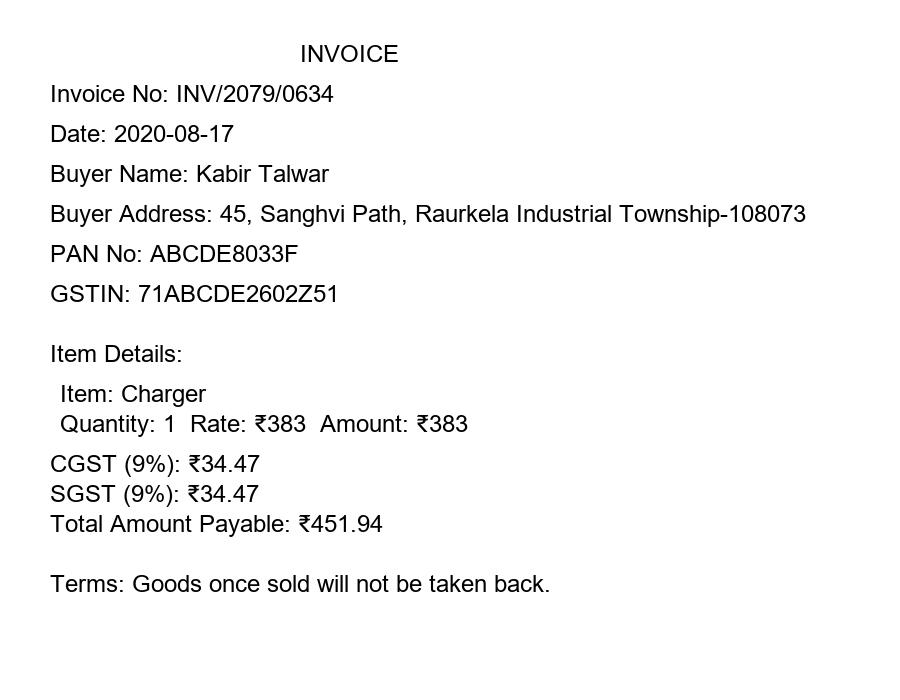 INVOICE
Invoice No: INV/2079/0634
Date: 2020-08-17
Buyer Name: Kabir Talwar
Buyer Address: 45, Sanghvi Path, Raurkela Industrial Township-108073
PAN No: ABCDE8033F
GSTIN: 71ABCDE2602Z51
Item Details:
Item: Charger
Quantity: 1 Rate: ₹383 Amount: ₹383
CGST (9%): ₹34.47
SGST (9%): ₹34.47
Total Amount Payable: ₹451.94
Terms: Goods once sold will not be taken back.